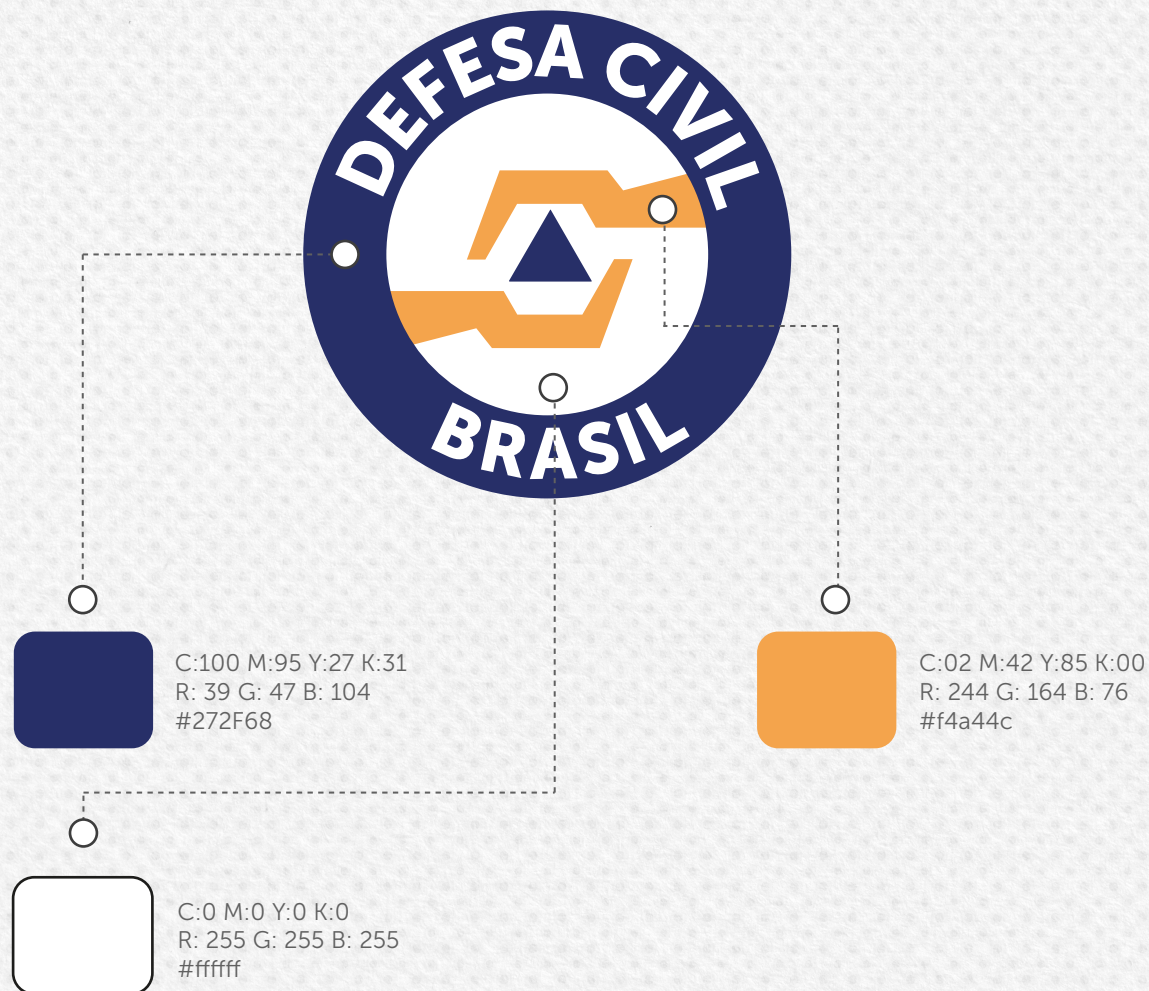 DEFESA CIVIL
BRASIL
C:100 M:95 Y:27 K:31
R: 39 G: 47 B: 104
#272F68
C:02 M:42 Y:85 K:00
R: 244 G: 164 B: 76
#f4a44c
C:0 M:0 Y:0 K:0
R: 255 G: 255 B: 255
#ffffff